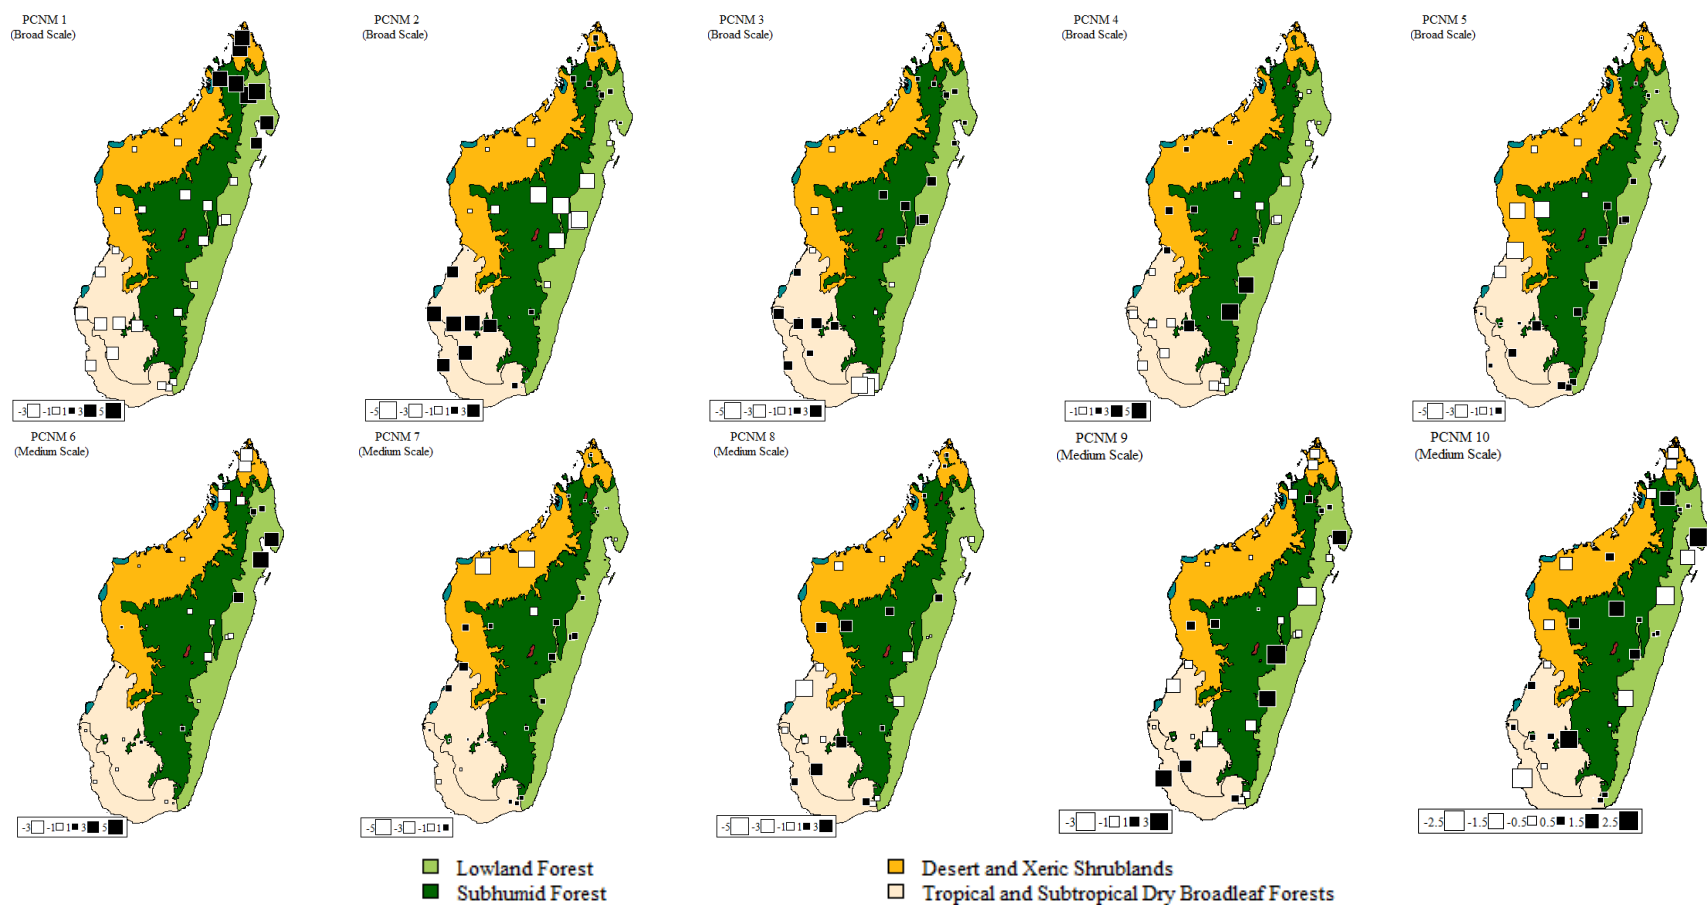 PCNM 1
(Broad Scale)
PCNM 2
(Broad Scale)
PCNM 3
(Broad Scale)
PCNM 4
(Broad Scale)
PCNM 5
(Broad Scale)
-3 -1 1 3 5
-5 -3 -1 1 3
-5 -3 -1 1 3
-1 1 3 5
-5 -3 -1 1
PCNM 6
(Medium Scale)
PCNM 7
(Medium Scale)
PCNM 8
(Medium Scale)
PCNM 9
(Medium Scale)
PCNM 10
(Medium Scale)
-3 -1 1 3 5
-5 -3 -1 1
-5 -3 -1 1 3
-3 -1 1 3
-2.5 -1.5 -0.5 0.5 1.5 2.5
Lowland Forest
Subhumid Forest
Desert and Xeric Shrublands
Tropical and Subtropical Dry Broadleaf Forests